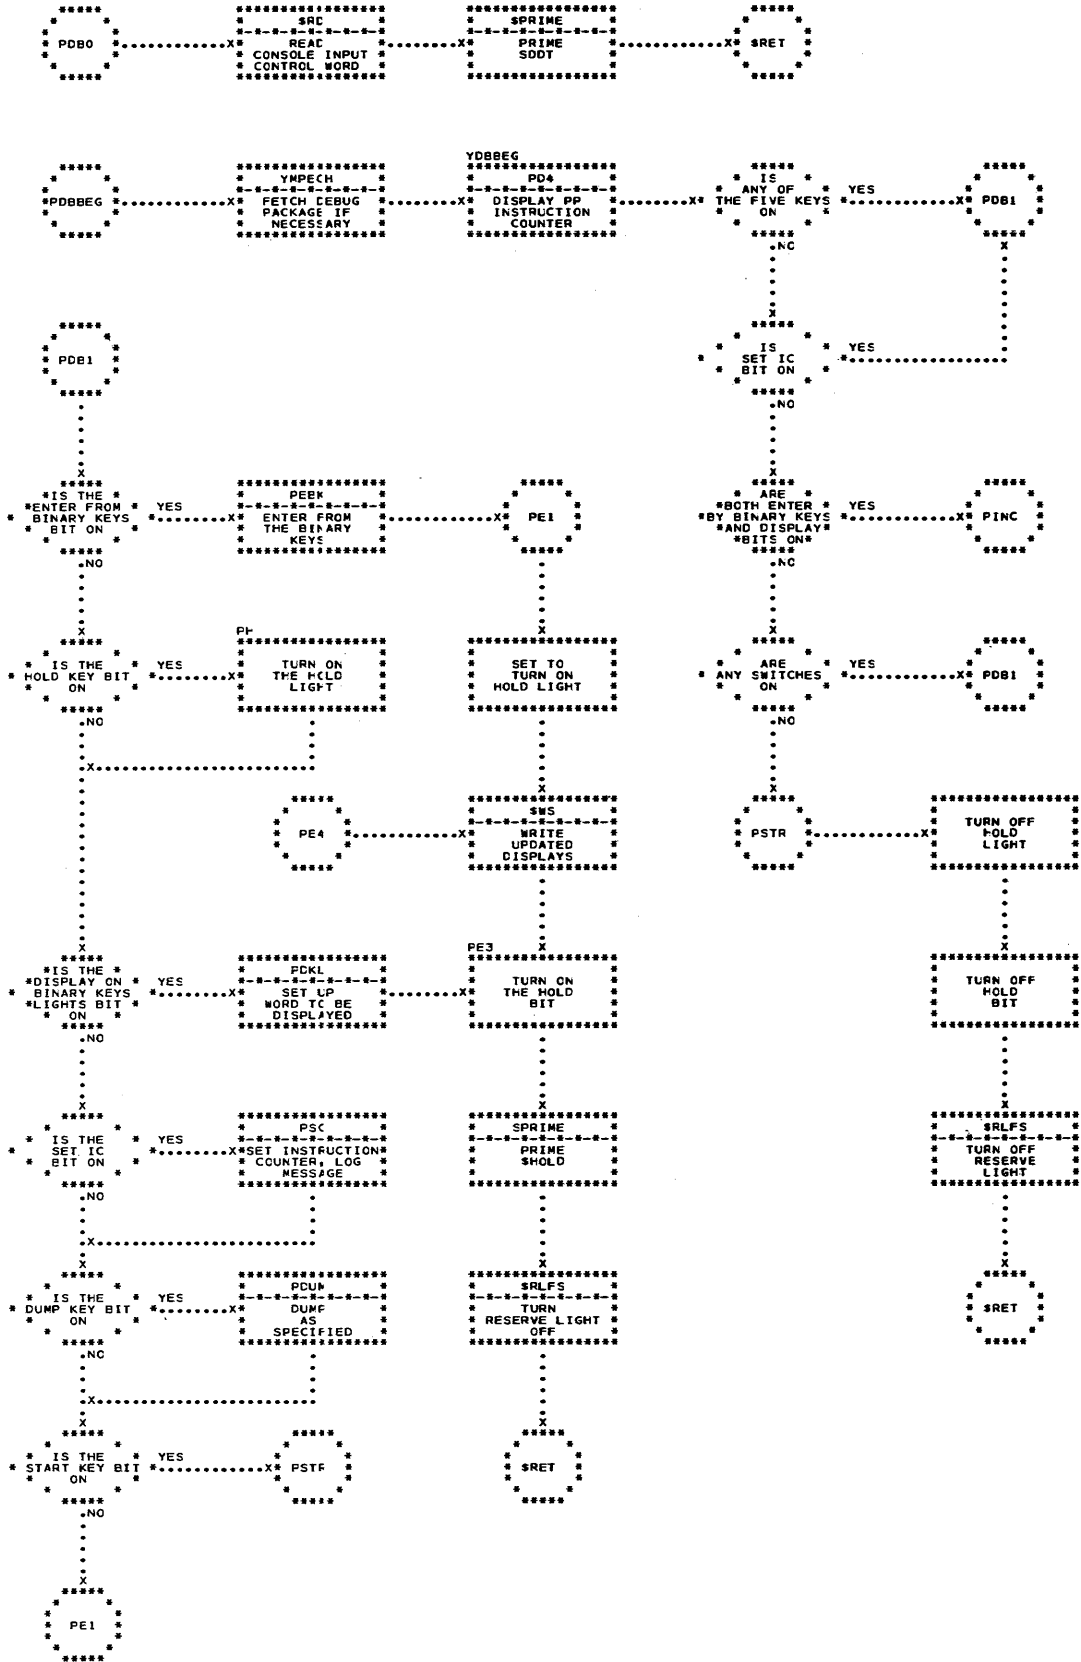 PDB0
$RD
READ
CONSOLE INPUT
CONTROL WORD
$PRIME
PRIME
SDDT
$RET
PDBBEG
YMPECH
FETCH DEBUG
PACKAGE IF
NECESSARY
YDBBEG
PD4
DISPLAY PP
INSTRUCTION
COUNTER
IS
ANY OF
THE FIVE KEYS
ON
YES
PDB1
NO
IS
SET IC
BIT ON
YES
NO
PDB1
IS THE
ENTER FROM
BINARY KEYS
BIT ON
YES
PEBK
ENTER FROM
THE BINARY
KEYS
PE1
ARE
BOTH ENTER
BY BINARY KEYS
AND DISPLAY
BITS ON
YES
PINC
NO
NO
IS THE
HOLD KEY BIT
ON
YES
PH
TURN ON
THE HOLD
LIGHT
SET TO
TURN ON
HOLD LIGHT
ARE
ANY SWITCHES
ON
YES
PDB1
NO
NO
PE4
$WS
WRITE
UPDATED
DISPLAYS
PSTR
TURN OFF
HOLD
LIGHT
IS THE
DISPLAY ON
BINARY KEYS
LIGHTS BIT
ON
YES
PDKL
SET UP
WORD TO BE
DISPLAYED
PE3
TURN ON
THE HOLD
BIT
TURN OFF
HOLD
BIT
NO
IS THE
SET IC
BIT ON
YES
PSC
SET INSTRUCTION
COUNTER, LOG
MESSAGE
SPRIME
PRIME
$HOLD
$RLFS
TURN OFF
RESERVE
LIGHT
NO
IS THE
DUMP KEY BIT
ON
YES
PDUM
DUMP
AS
SPECIFIED
$RLFS
TURN
RESERVE LIGHT
OFF
$RET
NO
IS THE
START KEY BIT
ON
YES
PSTR
$RET
NO
PE1